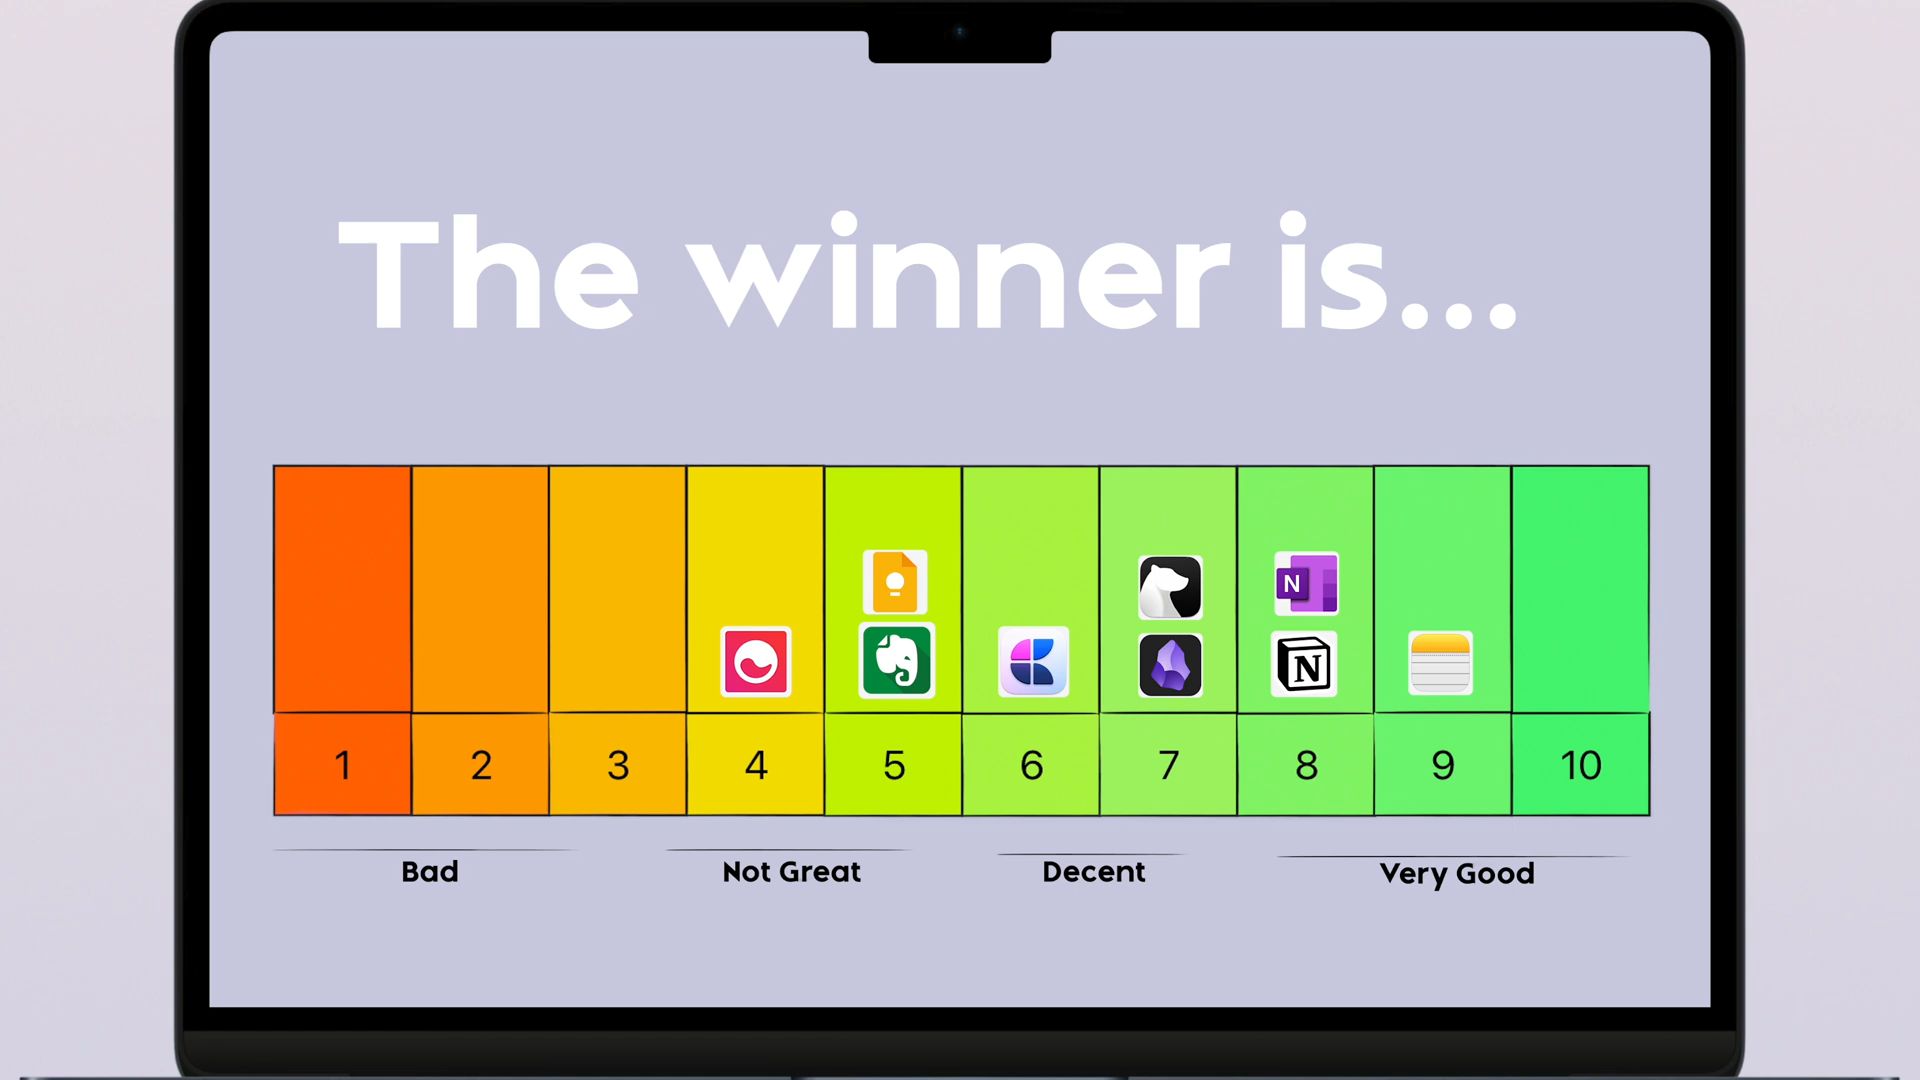 The winner is...
N
N
1 2 3 4 5 6 7 8 9 10
Bad Not Great Decent Very Good